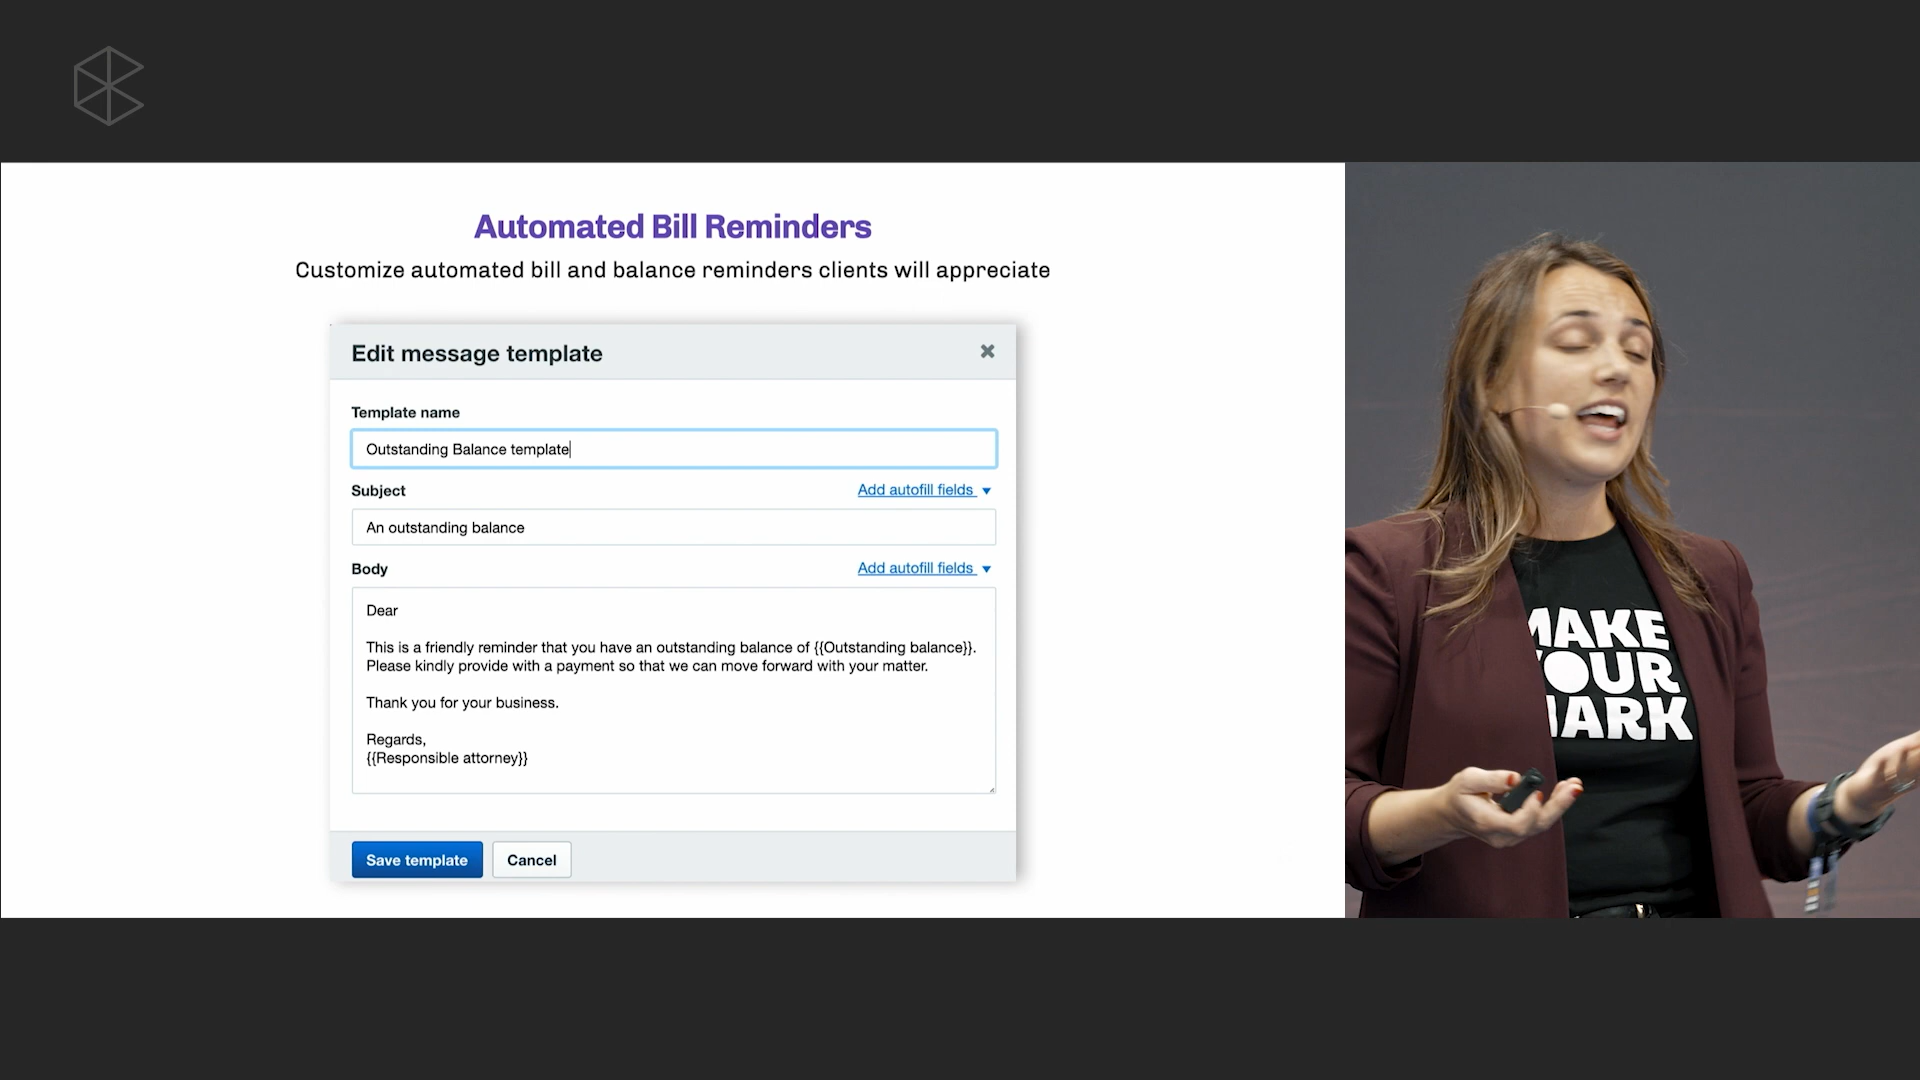 Automated Bill Reminders
Customize automated bill and balance reminders clients will appreciate
Edit message template
Template name
Outstanding Balance template
Subject
Add autofill fields
An outstanding balance
Body
Add autofill fields
Dear
This is a friendly reminder that you have an outstanding balance of {{Outstanding balance}}.
Please kindly provide with a payment so that we can move forward with your matter.
Thank you for your business.
Regards,
{{Responsible attorney}}
Save template
Cancel
MAKE
YOUR
MARK